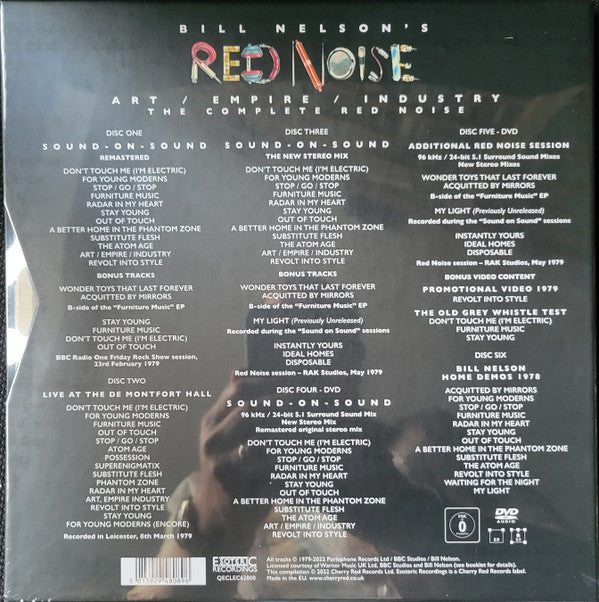 BILL NELSON'S
RED NOISE
ART / EMPIRE / INDUSTRY
THE COMPLETE RED NOISE
DISC ONE
SOUND-ON-SOUND
REMASTERED
DON'T TOUCH ME (I'M ELECTRIC)
FOR YOUNG MODERNS
STOP / GO / STOP
FURNITURE MUSIC
RADAR IN MY HEART
STAY YOUNG
OUT OF TOUCH
A BETTER HOME IN THE PHANTOM ZONE
SUBSTITUTE FLESH
THE ATOM AGE
ART / EMPIRE / INDUSTRY
REVOLT INTO STYLE
BONUS TRACKS
WONDER TOYS THAT LAST FOREVER
ACQUITTED BY MIRRORS
B-side of the "Furniture Music" EP
STAY YOUNG
FURNITURE MUSIC
DON'T TOUCH ME (I'M ELECTRIC)
OUT OF TOUCH
BBC Radio One Friday Rock Show session,
23rd February 1979
DISC TWO
LIVE AT THE DE MONTFORT HALL
DON'T TOUCH ME (I'M ELECTRIC)
FOR YOUNG MODERNS
FURNITURE MUSIC
OUT OF TOUCH
STOP / GO / STOP
ATOM AGE
POSSESSION
SUPERENIGMATIX
SUBSTITUTE FLESH
PHANTOM ZONE
RADAR IN MY HEART
ART, EMPIRE INDUSTRY
REVOLT INTO STYLE
STAY YOUNG
FOR YOUNG MODERNS (ENCORE)
Recorded in Leicester, 8th March 1979
DISC THREE
SOUND-ON-SOUND
THE NEW STEREO MIX
DON'T TOUCH ME (I'M ELECTRIC)
FOR YOUNG MODERNS
STOP / GO / STOP
FURNITURE MUSIC
RADAR IN MY HEART
STAY YOUNG
OUT OF TOUCH
A BETTER HOME IN THE PHANTOM ZONE
SUBSTITUTE FLESH
THE ATOM AGE
ART / EMPIRE / INDUSTRY
REVOLT INTO STYLE
BONUS TRACKS
WONDER TOYS THAT LAST FOREVER
ACQUITTED BY MIRRORS
B-side of the "Furniture Music" EP
MY LIGHT (Previously Unreleased)
Recorded during the "Sound on Sound" sessions
INSTANTLY YOURS
IDEAL HOMES
DISPOSABLE
Red Noise session – RAK Studios, May 1979
DISC FOUR - DVD
SOUND-ON-SOUND
96 kHz / 24-bit 5.1 Surround Sound Mix
New Stereo Mix
Remastered original stereo mix
DON'T TOUCH ME (I'M ELECTRIC)
FOR YOUNG MODERNS
STOP / GO / STOP
FURNITURE MUSIC
RADAR IN MY HEART
STAY YOUNG
OUT OF TOUCH
A BETTER HOME IN THE PHANTOM ZONE
SUBSTITUTE FLESH
THE ATOM AGE
ART / EMPIRE / INDUSTRY
REVOLT INTO STYLE
DISC FIVE - DVD
ADDITIONAL RED NOISE SESSION
96 kHz / 24-bit 5.1 Surround Sound Mixes
New Stereo Mixes
WONDER TOYS THAT LAST FOREVER
ACQUITTED BY MIRRORS
B-side of the "Furniture Music" EP
MY LIGHT (Previously Unreleased)
Recorded during the "Sound on Sound" sessions
INSTANTLY YOURS
IDEAL HOMES
DISPOSABLE
Red Noise session – RAK Studios, May 1979
BONUS VIDEO CONTENT
PROMOTIONAL VIDEO 1979
REVOLT INTO STYLE
THE OLD GREY WHISTLE TEST
FURNITURE MUSIC
STAY YOUNG
DISC SIX
BILL NELSON
HOME DEMOS 1978
ACQUITTED BY MIRRORS
FOR YOUNG MODERNS
STOP / GO / STOP
FURNITURE MUSIC
RADAR IN MY HEART
STAY YOUNG
OUT OF TOUCH
A BETTER HOME IN THE PHANTOM ZONE
SUBSTITUTE FLESH
THE ATOM AGE
REVOLT INTO STYLE
WAITING FOR THE NIGHT
MY LIGHT
0
DVD
AUDIO
5 013929 480896
ESOTERIC
RECORDINGS
QECLEC62808
All tracks © 1979-2022 Parlophone Records Ltd / BBC Studios / Bill Nelson.
Licensed courtesy of Warner Music UK Ltd, BBC Studios and Bill Nelson (see booklet for details).
This compilation © 2022 Cherry Red Records Ltd. Esoteric Recordings is a Cherry Red Records label.
Made in the EU. www.cherryred.co.uk